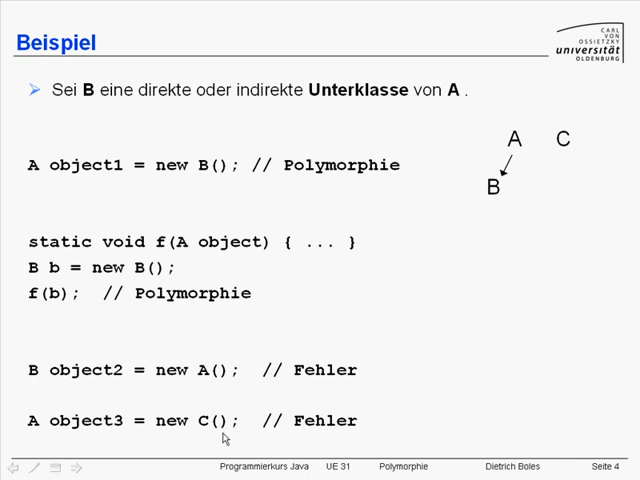 Beispiel
CARL
VON
OSSIETZKY
universität
OLDENBURG
Sei B eine direkte oder indirekte Unterklasse von A .
A C
B
A object1 = new B(); // Polymorphie
static void f(A object) { ... }
B b = new B();
f(b); // Polymorphie
B object2 = new A(); // Fehler
A object3 = new C(); // Fehler
Programmierkurs Java UE 31 Polymorphie Dietrich Boles Seite 4